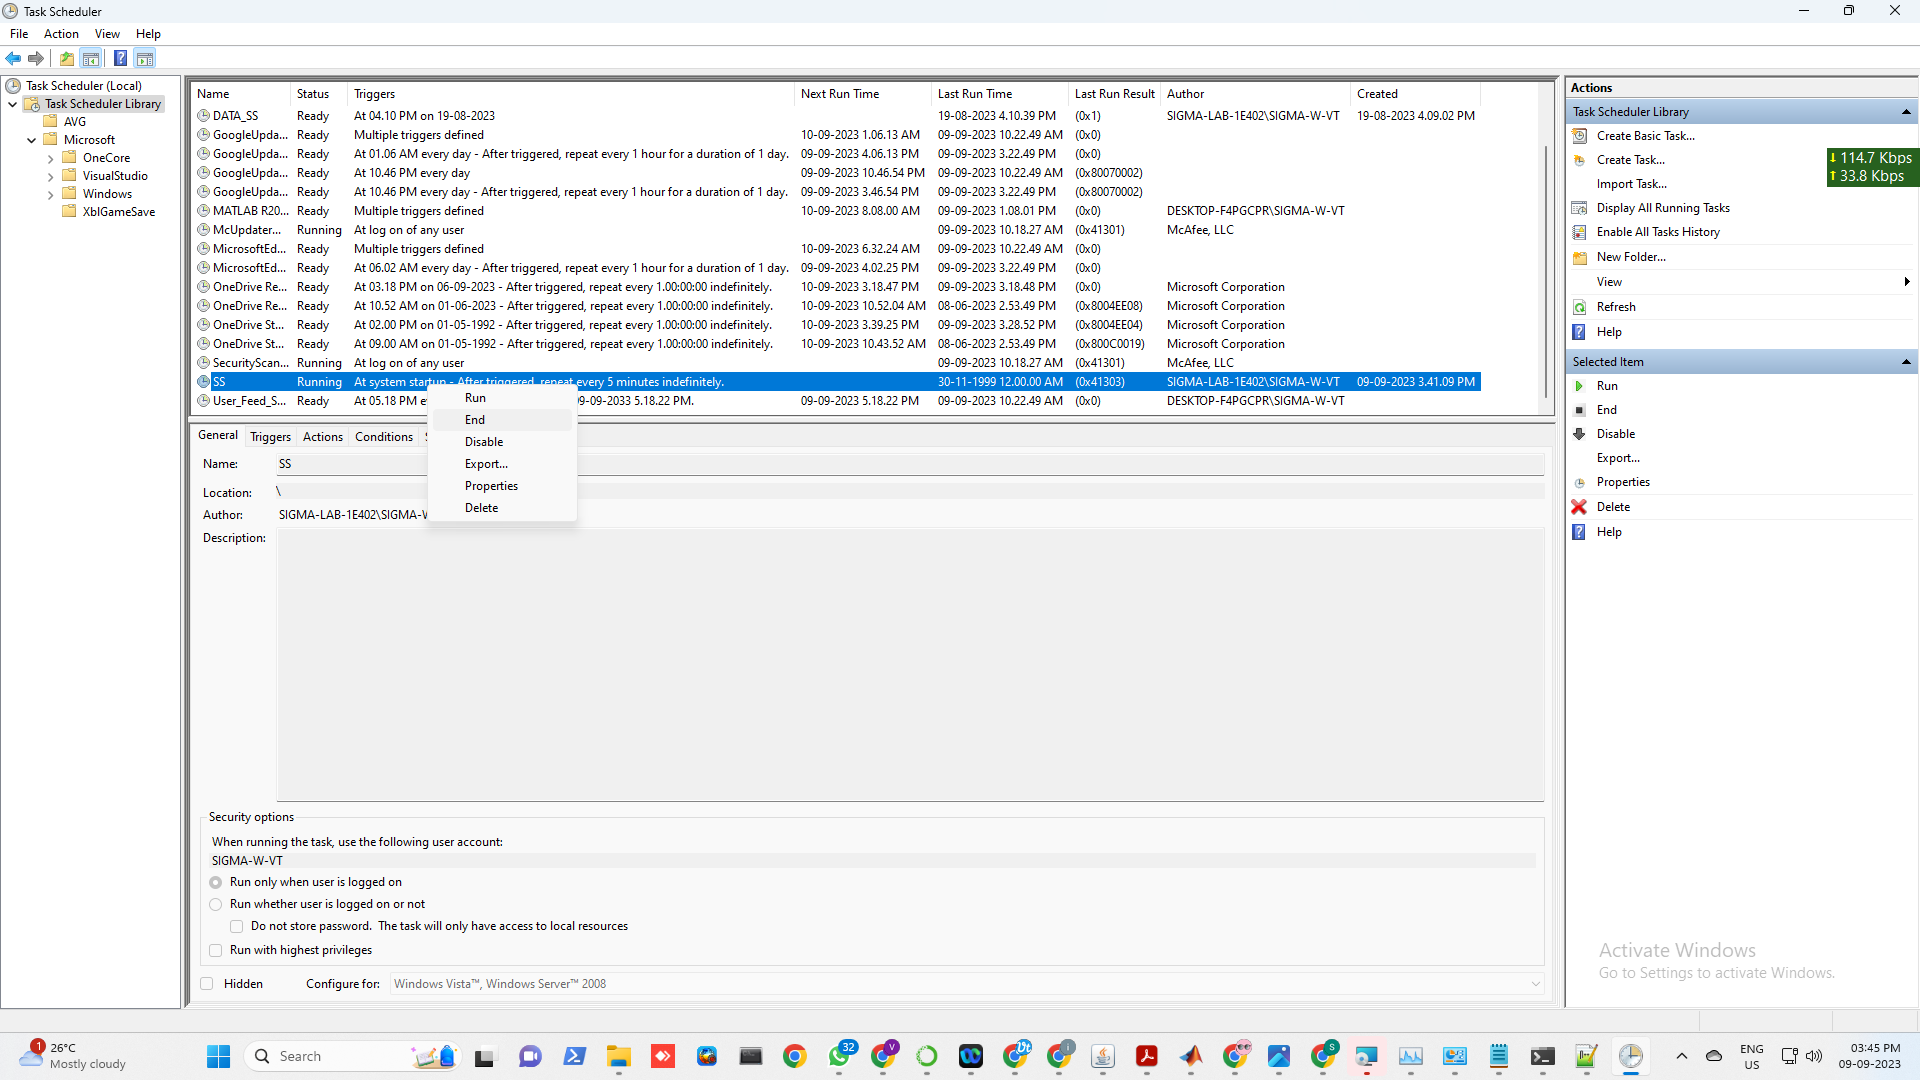 Task Scheduler
File Action View Help
Task Scheduler (Local)
Task Scheduler Library
AVG
Microsoft
OneCore
VisualStudio
Windows
XblGameSave
Name Status Triggers Next Run Time Last Run Time Last Run Result Author Created
DATA_SS Ready At 04.10 PM on 19-08-2023 19-08-2023 4.10.39 PM (0x1) SIGMA-LAB-1E402\SIGMA-W-VT 19-08-2023 4.09.02 PM
GoogleUpda... Ready Multiple triggers defined 10-09-2023 1.06.13 AM 09-09-2023 10.22.49 AM (0x0)
GoogleUpda... Ready At 01.06 AM every day - After triggered, repeat every 1 hour for a duration of 1 day. 09-09-2023 4.06.13 PM 09-09-2023 3.22.49 PM (0x0)
GoogleUpda... Ready At 10.46 PM every day 09-09-2023 10.46.54 PM 09-09-2023 10.22.49 AM (0x80070002)
GoogleUpda... Ready At 10.46 PM every day - After triggered, repeat every 1 hour for a duration of 1 day. 09-09-2023 3.46.54 PM 09-09-2023 3.22.49 PM (0x80070002)
MATLAB R20... Ready Multiple triggers defined 10-09-2023 8.08.00 AM 09-09-2023 1.08.01 PM (0x0) DESKTOP-F4PGCPR\SIGMA-W-VT
McUpdater... Running At log on of any user 09-09-2023 10.18.27 AM (0x41301) McAfee, LLC
MicrosoftEd... Ready Multiple triggers defined 10-09-2023 6.32.24 AM 09-09-2023 10.22.49 AM (0x0)
MicrosoftEd... Ready At 06.02 AM every day - After triggered, repeat every 1 hour for a duration of 1 day. 09-09-2023 4.02.25 PM 09-09-2023 3.22.49 PM (0x0)
OneDrive Re... Ready At 03.18 PM on 06-09-2023 - After triggered, repeat every 1.00:00:00 indefinitely. 10-09-2023 3.18.47 PM 09-09-2023 3.18.48 PM (0x0) Microsoft Corporation
OneDrive Re... Ready At 10.52 AM on 01-06-2023 - After triggered, repeat every 1.00:00:00 indefinitely. 10-09-2023 10.52.04 AM 08-06-2023 2.53.49 PM (0x8004EE08) Microsoft Corporation
OneDrive St... Ready At 02.00 PM on 01-05-1992 - After triggered, repeat every 1.00:00:00 indefinitely. 10-09-2023 3.39.25 PM 09-09-2023 3.28.52 PM (0x8004EE04) Microsoft Corporation
OneDrive St... Ready At 09.00 AM on 01-05-1992 - After triggered, repeat every 1.00:00:00 indefinitely. 10-09-2023 10.43.52 AM 08-06-2023 2.53.49 PM (0x800C0019) Microsoft Corporation
SecurityScan... Running At log on of any user 09-09-2023 10.18.27 AM (0x41301) McAfee, LLC
SS Running At system startup - After triggered, repeat every 5 minutes indefinitely. 30-11-1999 12.00.00 AM (0x41303) SIGMA-LAB-1E402\SIGMA-W-VT 09-09-2023 3.41.09 PM
User_Feed_S... Ready At 05.18 PM 9-09-2033 5.18.22 PM. 09-09-2023 5.18.22 PM 09-09-2023 10.22.49 AM (0x0) DESKTOP-F4PGCPR\SIGMA-W-VT
Run
End
Disable
Export...
Properties
Delete
General Triggers Actions Conditions
Name: SS
Location: \
Author: SIGMA-LAB-1E402\SIGMA-
Description:
Security options
When running the task, use the following user account:
SIGMA-W-VT
Run only when user is logged on
Run whether user is logged on or not
Do not store password. The task will only have access to local resources
Run with highest privileges
Hidden Configure for: Windows Vista™, Windows Server™ 2008
Actions
Task Scheduler Library
Create Basic Task...
Create Task...
Import Task...
Display All Running Tasks
Enable All Tasks History
New Folder...
View
Refresh
Help
Selected Item
Run
End
Disable
Export...
Properties
Delete
Help
114.7 Kbps
33.8 Kbps
Activate Windows
Go to Settings to activate Windows.
1
26°C
Mostly cloudy
Search
32
V
Vt
i
S
ENG
US
03:45 PM
09-09-2023